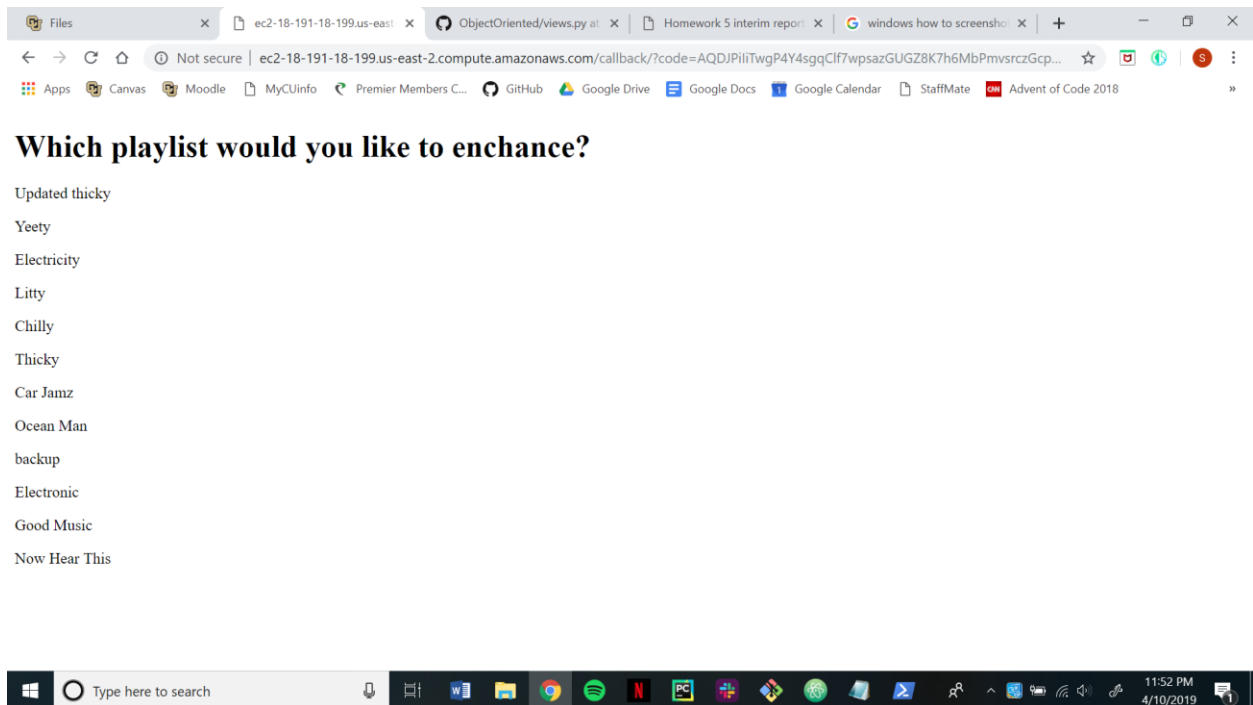 Files
ec2-18-191-18-199.us-east
ObjectOriented/views.py at
Homework 5 interim report
windows how to screensho
Not secure | ec2-18-191-18-199.us-east-2.compute.amazonaws.com/callback/?code=AQDJPiliTwgP4Y4sgqClf7wpsazGUGZ8K7h6MbPmvsrczGcp...
S
Apps Canvas Moodle MyCUinfo Premier Members C... GitHub Google Drive Google Docs Google Calendar StaffMate CNN Advent of Code 2018 »
Which playlist would you like to enchance?
Updated thicky
Yeety
Electricity
Litty
Chilly
Thicky
Car Jamz
Ocean Man
backup
Electronic
Good Music
Now Hear This
Type here to search
11:52 PM
4/10/2019